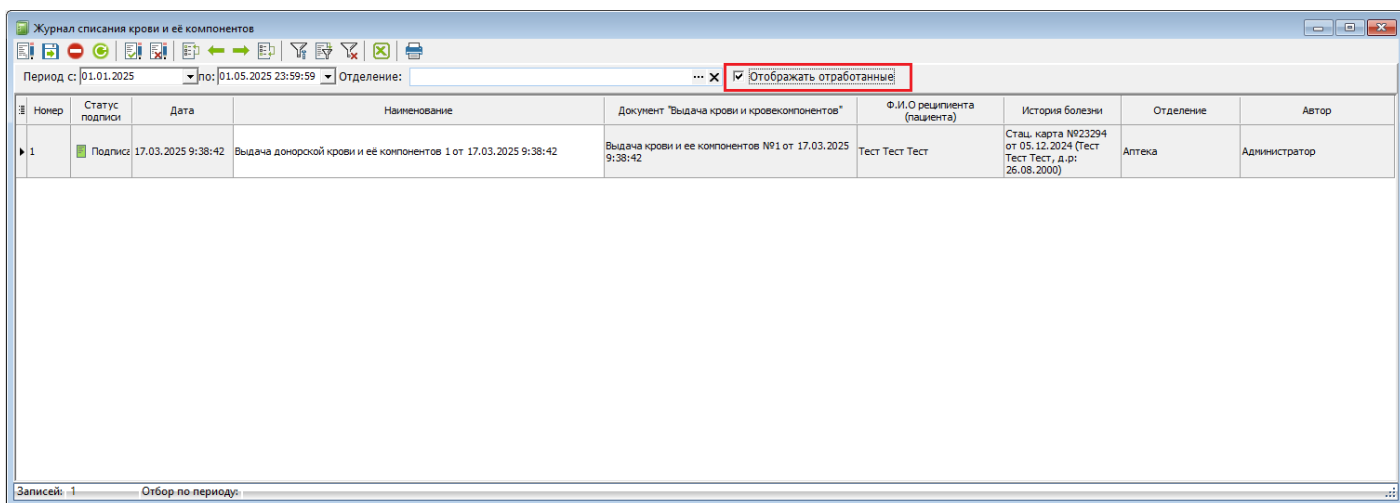 Журнал списания крови и её компонентов
Период с: 01.01.2025 по: 01.05.2025 23:59:59 Отделение: Отображать отработанные
Номер Статус подписи Дата Наименование Документ "Выдача крови и кровекомпонентов" Ф.И.О реципиента (пациента) История болезни Отделение Автор
1 Подписа 17.03.2025 9:38:42 Выдача донорской крови и её компонентов 1 от 17.03.2025 9:38:42 Выдача крови и ее компонентов №1 от 17.03.2025 9:38:42 Тест Тест Тест Стац. карта №23294 от 05.12.2024 (Тест Тест Тест, д.р: 26.08.2000) Аптека Администратор
Записей: 1 Отбор по периоду: